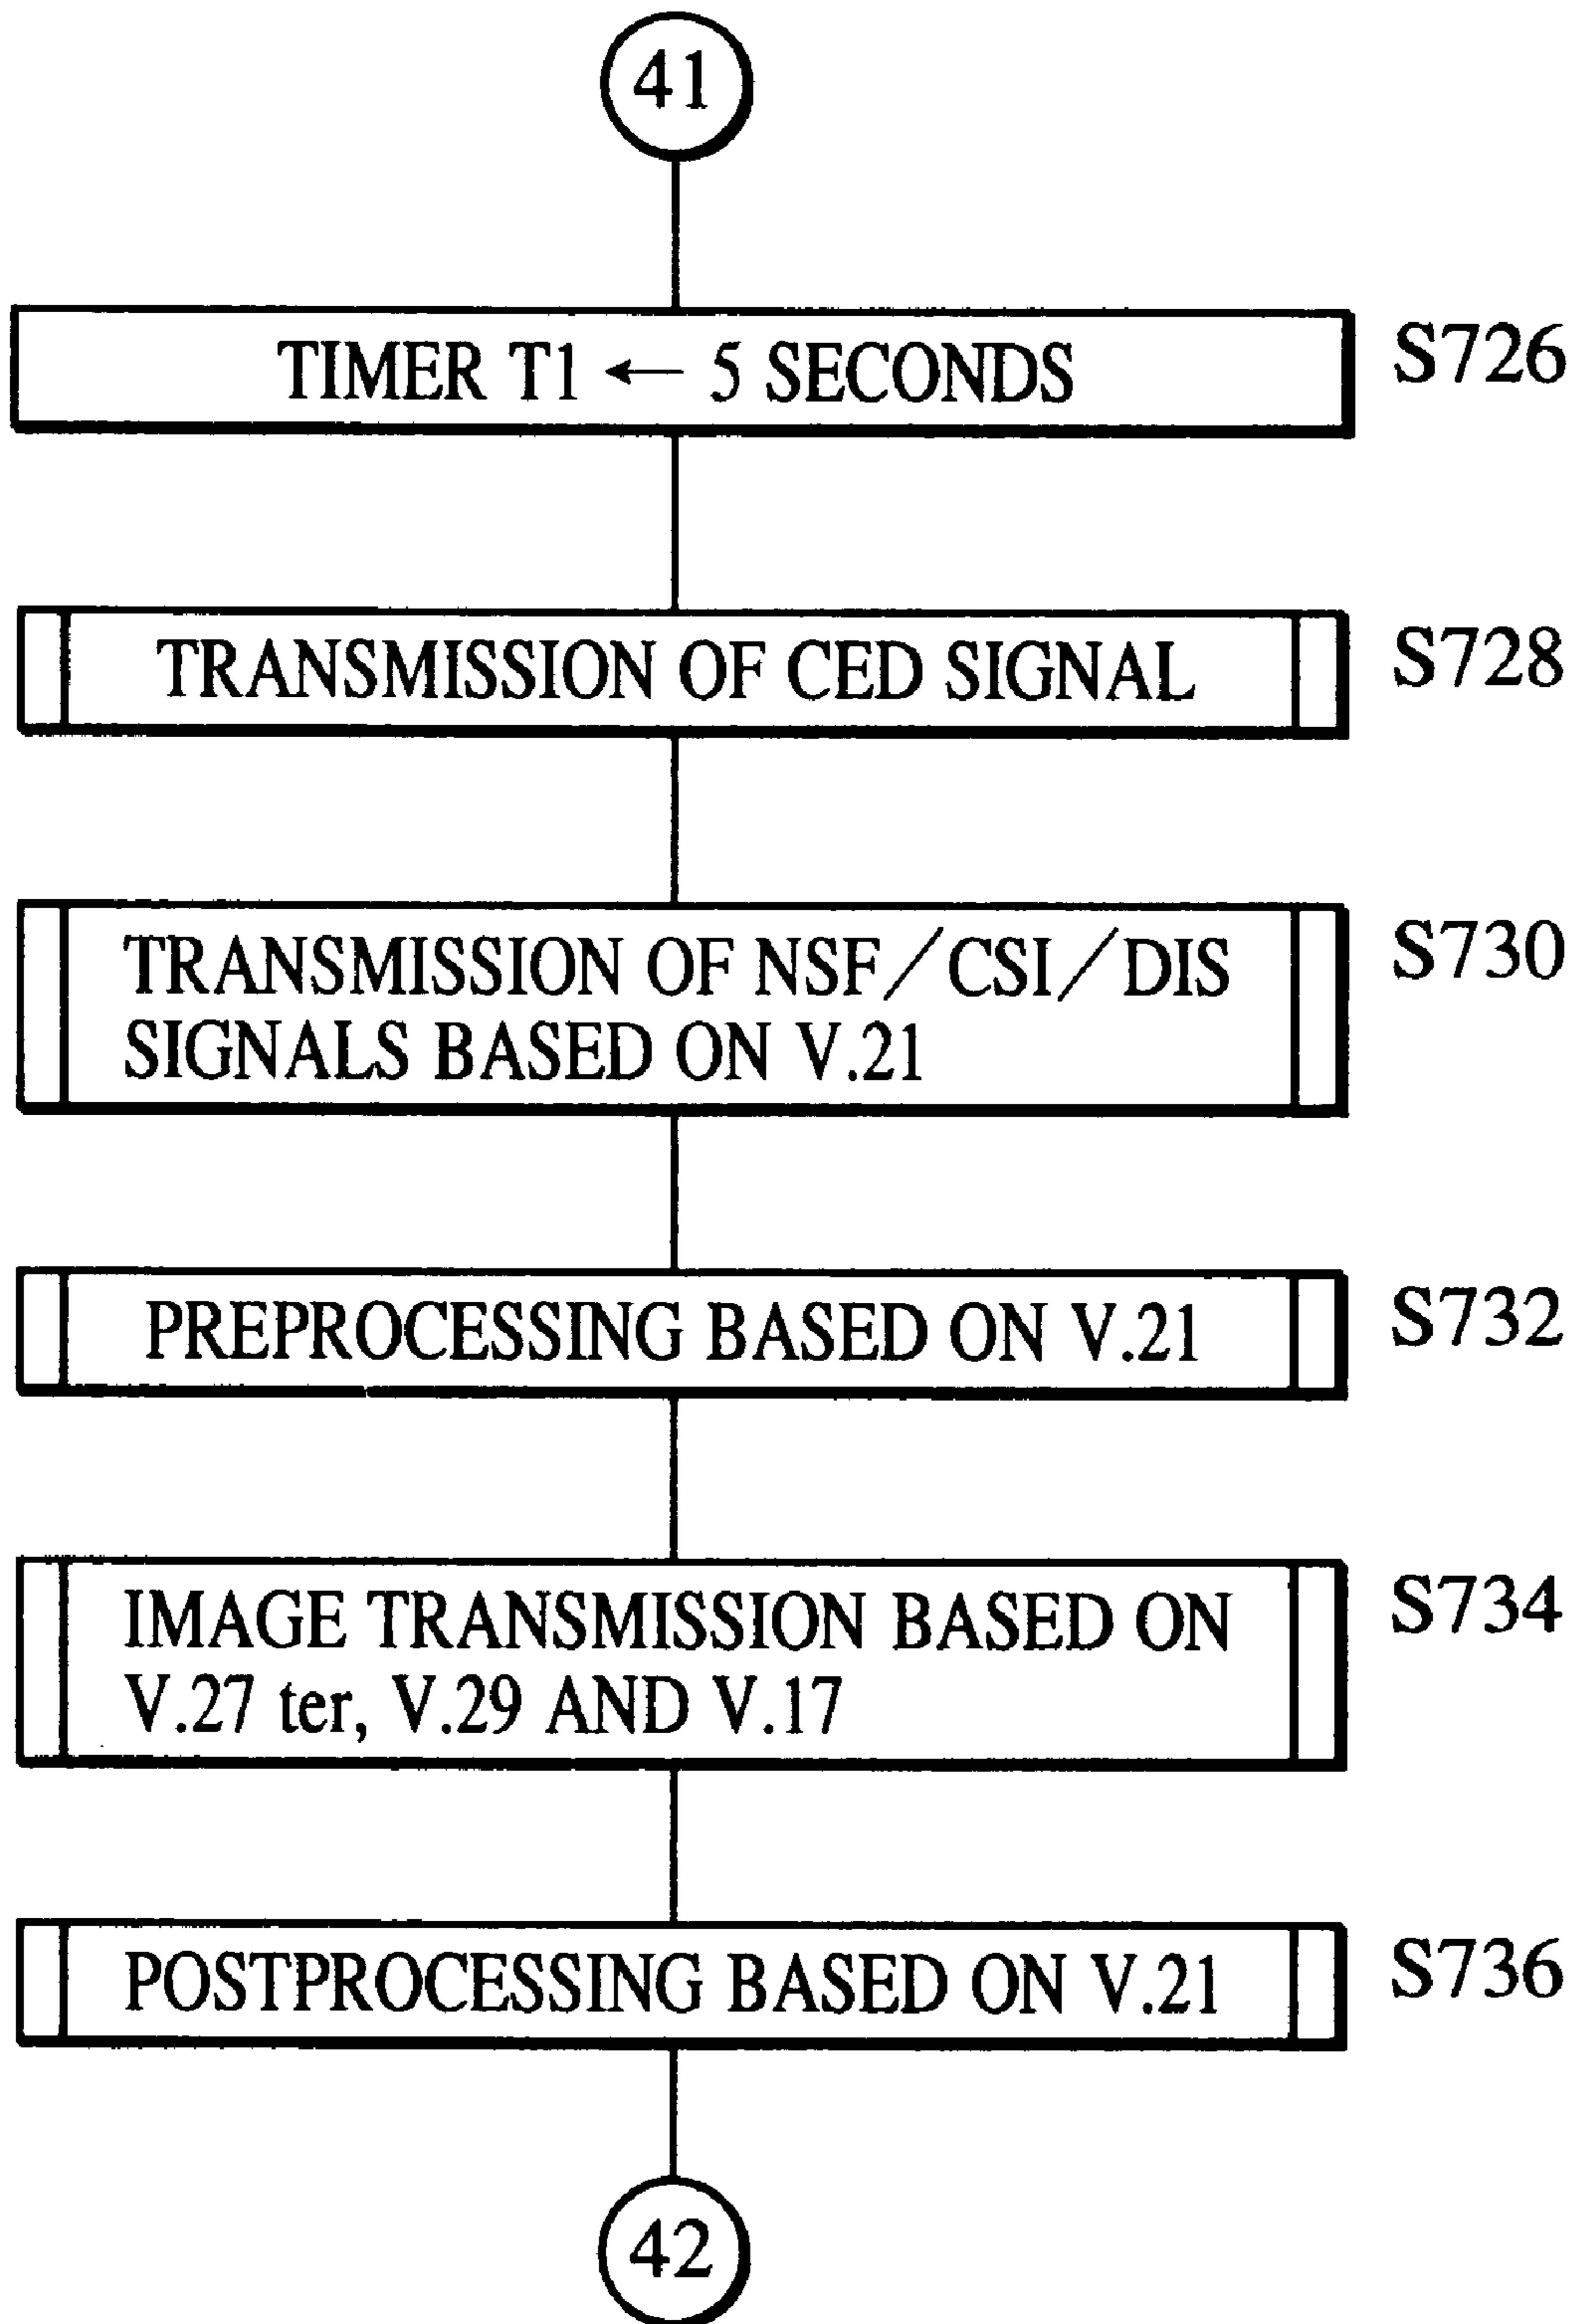 41
TIMER T1 ← 5 SECONDS
S726
TRANSMISSION OF CED SIGNAL
S728
TRANSMISSION OF NSF/CSI/DIS
SIGNALS BASED ON V.21
S730
PREPROCESSING BASED ON V.21
S732
IMAGE TRANSMISSION BASED ON
V.27 ter, V.29 AND V.17
S734
POSTPROCESSING BASED ON V.21
S736
42